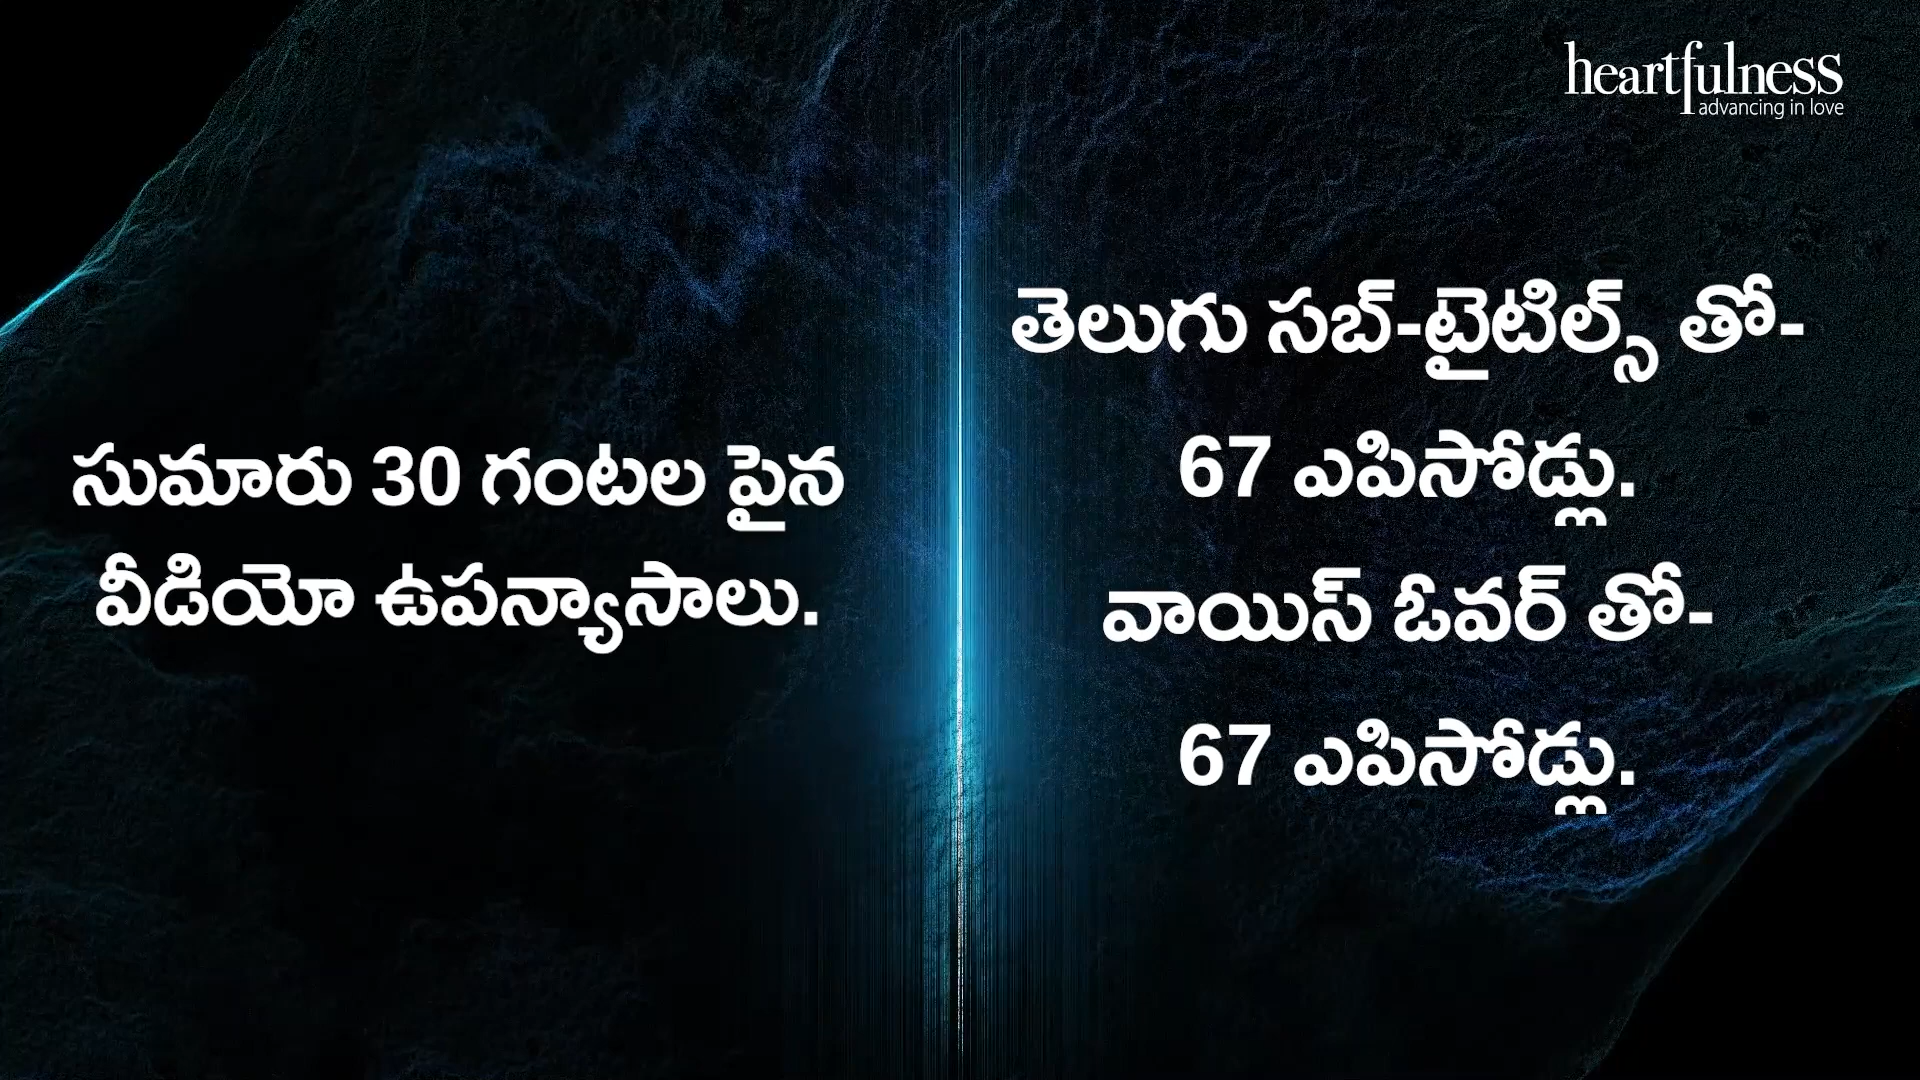 heartfulness
advancing in love
సుమారు 30 గంటల పైన
వీడియో ఉపన్యాసాలు.
తెలుగు సబ్-టైటిల్స్ తో-
67 ఎపిసోడ్లు.
వాయిస్ ఓవర్ తో-
67 ఎపిసోడ్లు.